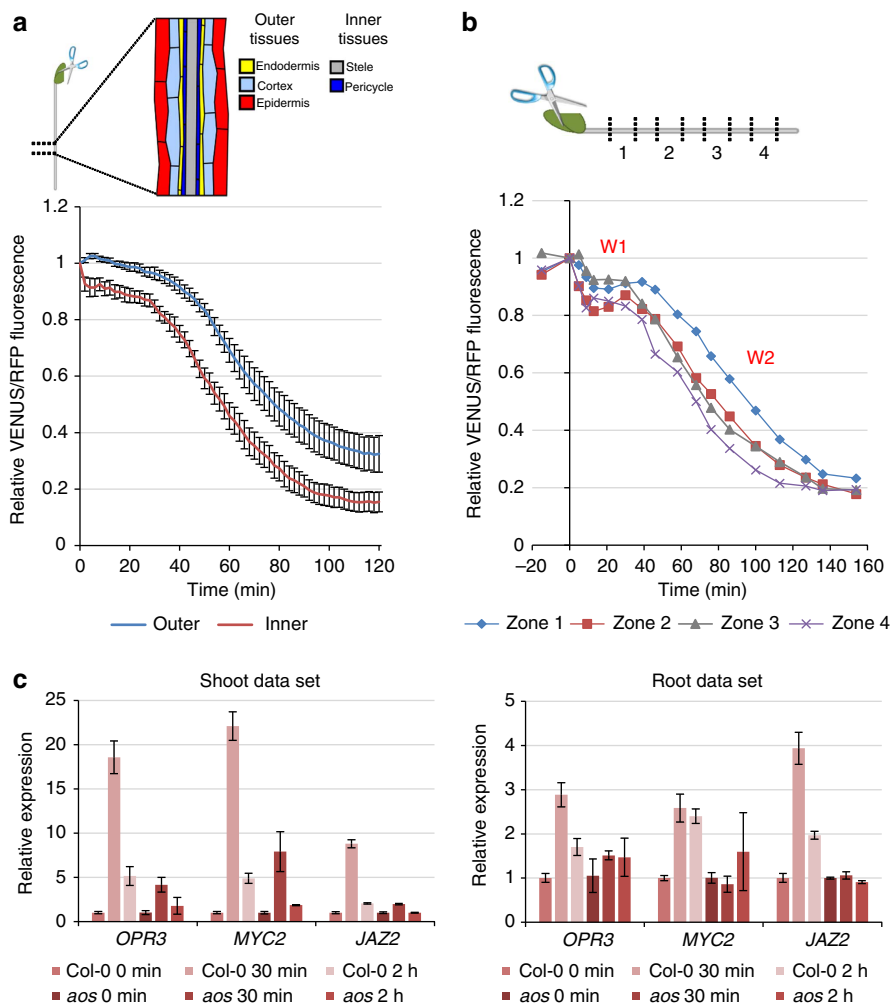 a
Outer tissues
Inner tissues
Endodermis
Cortex
Epidermis
Stele
Pericycle
Relative VENUS/RFP fluorescence
1.2
1
0.8
0.6
0.4
0.2
0
0 20 40 60 80 100 120
Time (min)
Outer Inner
b
1 2 3 4
Relative VENUS/RFP fluorescence
1.2
1
0.8
0.6
0.4
0.2
0
W1
W2
–20 0 20 40 60 80 100 120 140 160
Time (min)
Zone 1 Zone 2 Zone 3 Zone 4
c
Shoot data set
Relative expression
25
20
15
10
5
0
OPR3 MYC2 JAZ2
Col-0 0 min Col-0 30 min Col-0 2 h
aos 0 min aos 30 min aos 2 h
Root data set
Relative expression
5
4
3
2
1
0
OPR3 MYC2 JAZ2
Col-0 0 min Col-0 30 min Col-0 2 h
aos 0 min aos 30 min aos 2 h